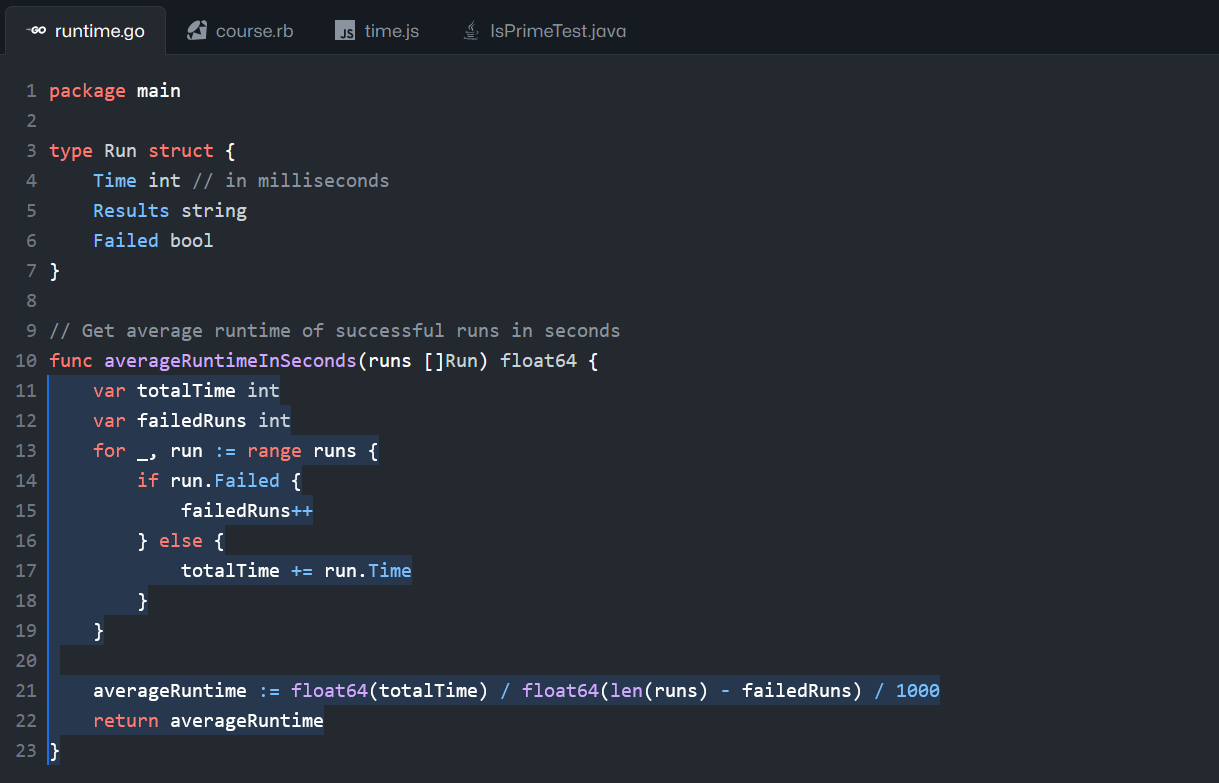 runtime.go course.rb JS time.js IsPrimeTest.java
1 package main
2
3 type Run struct {
4     Time int // in milliseconds
5     Results string
6     Failed bool
7 }
8
9 // Get average runtime of successful runs in seconds
10 func averageRuntimeInSeconds(runs []Run) float64 {
11     var totalTime int
12     var failedRuns int
13     for _, run := range runs {
14         if run.Failed {
15             failedRuns++
16         } else {
17             totalTime += run.Time
18         }
19     }
20
21     averageRuntime := float64(totalTime) / float64(len(runs) - failedRuns) / 1000
22     return averageRuntime
23 }